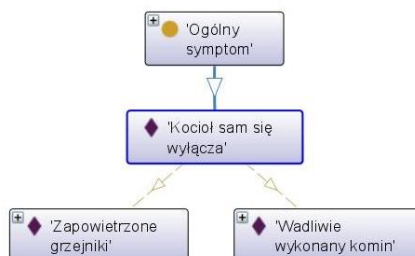 'Ogólny
symptom'
'Kocioł sam się
wyłącza'
'Zapowietrzone
grzejniki'
'Wadliwie
wykonany komin'